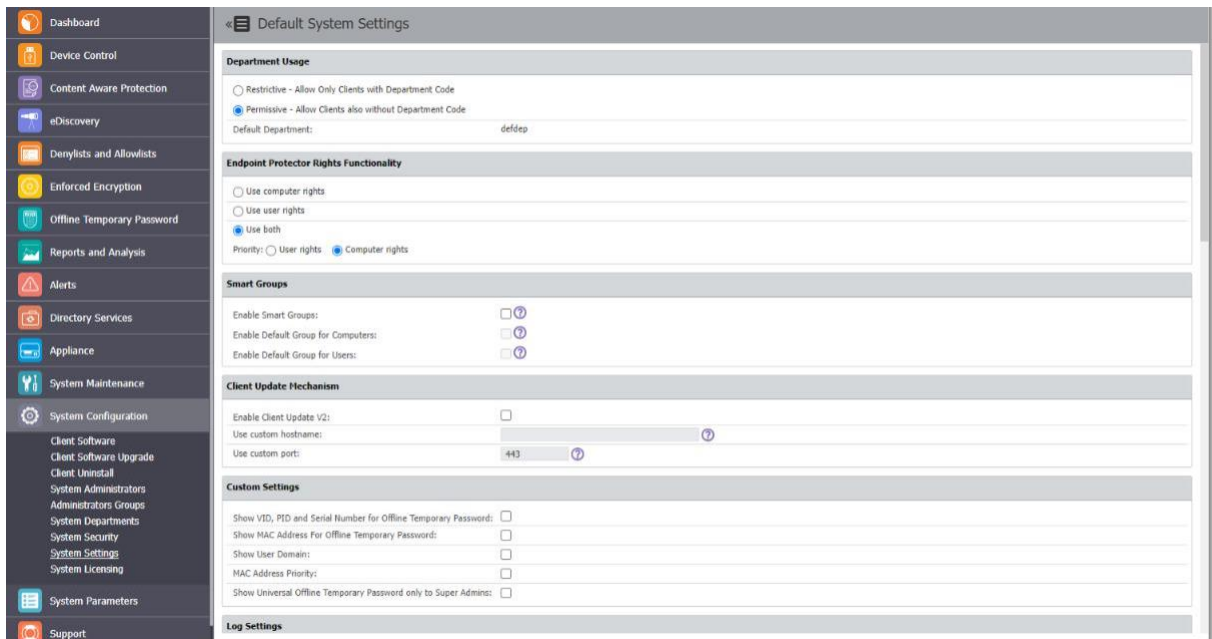 Dashboard
Device Control
Content Aware Protection
eDiscovery
Denylists and Allowlists
Enforced Encryption
Offline Temporary Password
Reports and Analysis
Alerts
Directory Services
Appliance
System Maintenance
System Configuration
Client Software
Client Software Upgrade
Client Uninstall
System Administrators
Administrators Groups
System Departments
System Security
System Settings
System Licensing
System Parameters
Support
« Default System Settings
Department Usage
Restrictive - Allow Only Clients with Department Code
Permissive - Allow Clients also without Department Code
Default Department: defdep
Endpoint Protector Rights Functionality
Use computer rights
Use user rights
Use both
Priority: User rights Computer rights
Smart Groups
Enable Smart Groups: ?
Enable Default Group for Computers: ?
Enable Default Group for Users: ?
Client Update Mechanism
Enable Client Update V2:
Use custom hostname: ?
Use custom port: 443 ?
Custom Settings
Show VID, PID and Serial Number for Offline Temporary Password:
Show MAC Address For Offline Temporary Password:
Show User Domain:
MAC Address Priority:
Show Universal Offline Temporary Password only to Super Admins:
Log Settings